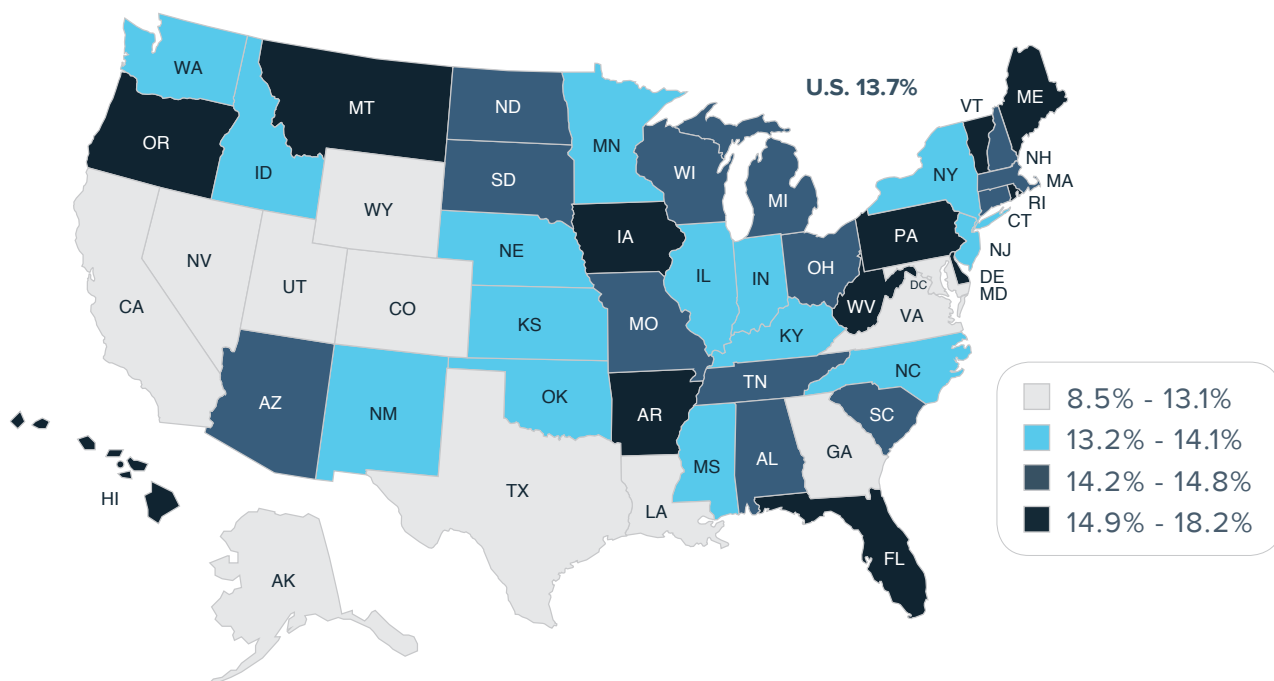 U.S. 13.7%
WA
MT
ND
MN
VT
ME
OR
ID
SD
WI
MI
NY
NH
MA
RI
CT
WY
IA
PA
NJ
NV
NE
IL
IN
OH
DE
MD
DC
UT
CA
CO
KS
MO
WV
VA
KY
AZ
NM
OK
AR
TN
NC
SC
MS
AL
GA
TX
LA
FL
HI
AK
8.5% - 13.1%
13.2% - 14.1%
14.2% - 14.8%
14.9% - 18.2%